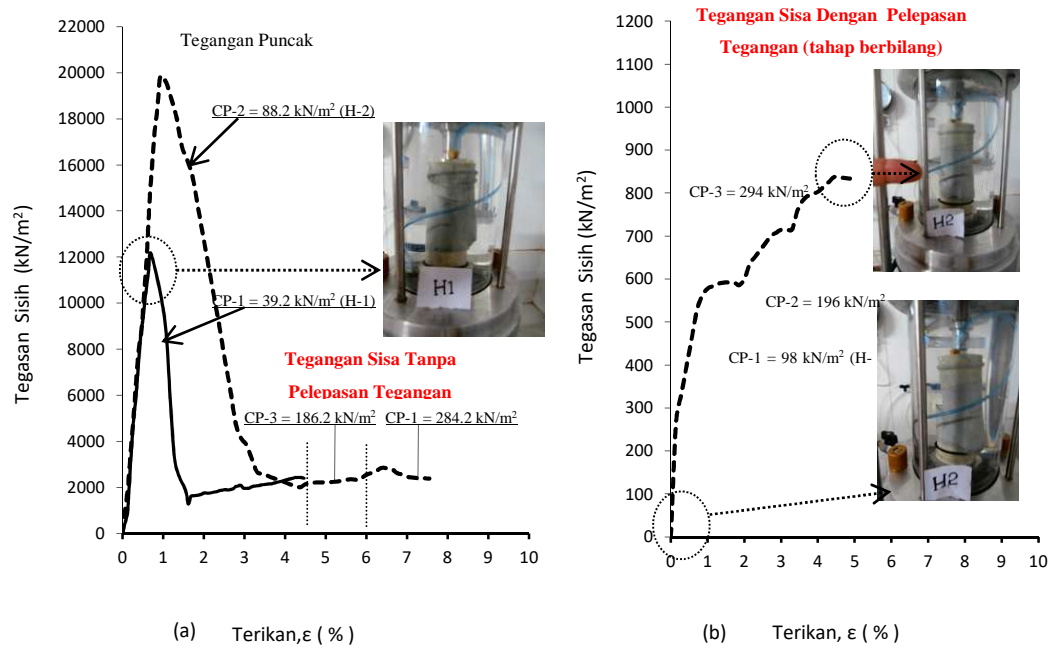 Tegangan Puncak
22000
20000
18000
16000
14000
12000
10000
8000
6000
4000
2000
0
Tegasan Sisih (kN/m²)
CP-2 = 88.2 kN/m² (H-2)
CP-1 = 39.2 kN/m² (H-1)
H1
Tegangan Sisa Tanpa
Pelepasan Tegangan
CP-3 = 186.2 kN/m²
CP-1 = 284.2 kN/m²
0 1 2 3 4 5 6 7 8 9 10
(a) Terikan,ε ( % )
Tegangan Sisa Dengan Pelepasan
Tegangan (tahap berbilang)
1200
1100
1000
900
800
700
600
500
400
300
200
100
0
Tegasan Sisih (kN/m²)
CP-3 = 294 kN/m²
H2
CP-2 = 196 kN/m²
CP-1 = 98 kN/m² (H-
H2
0 1 2 3 4 5 6 7 8 9 10
(b) Terikan, ε ( % )